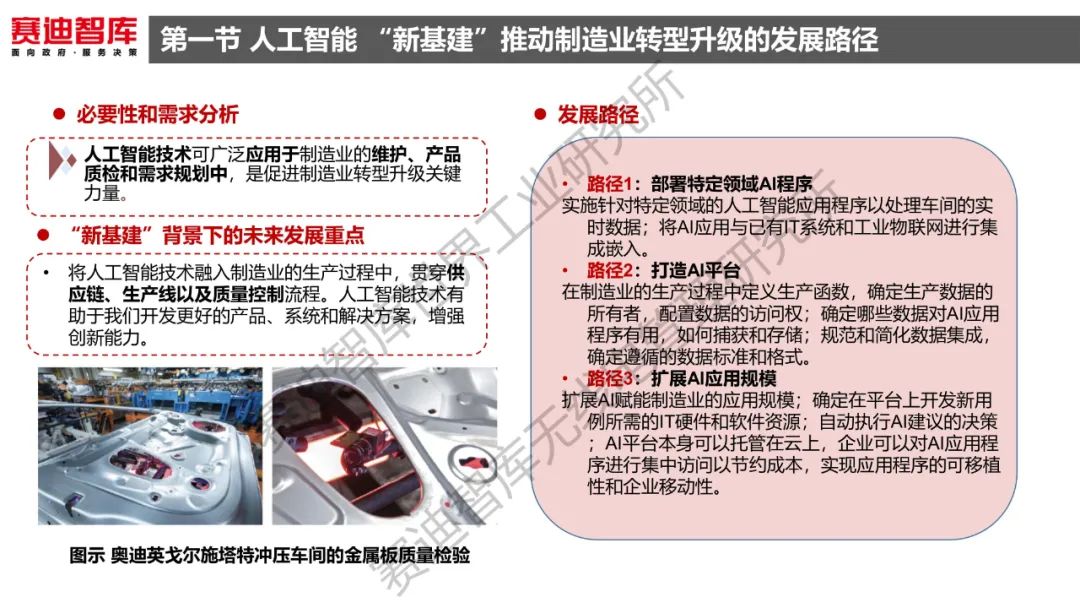 赛迪智库
面向政府·服务决策
第一节 人工智能 “新基建”推动制造业转型升级的发展路径
● 必要性和需求分析
人工智能技术可广泛应用于制造业的维护、产品
质检和需求规划中，是促进制造业转型升级关键
力量。
● “新基建”背景下的未来发展重点
• 将人工智能技术融入制造业的生产过程中，贯穿供
应链、生产线以及质量控制流程。人工智能技术有
助于我们开发更好的产品、系统和解决方案，增强
创新能力。
图示 奥迪英戈尔施塔特冲压车间的金属板质量检验
● 发展路径
• 路径1：部署特定领域AI程序
实施针对特定领域的人工智能应用程序以处理车间的实
时数据；将AI应用与已有IT系统和工业物联网进行集
成嵌入。
• 路径2：打造AI平台
在制造业的生产过程中定义生产函数，确定生产数据的
所有者，配置数据的访问权；确定哪些数据对AI应用
程序有用，如何捕获和存储；规范和简化数据集成，
确定遵循的数据标准和格式。
• 路径3：扩展AI应用规模
扩展AI赋能制造业的应用规模；确定在平台上开发新用
例所需的IT硬件和软件资源；自动执行AI建议的决策
；AI平台本身可以托管在云上，企业可以对AI应用程
序进行集中访问以节约成本，实现应用程序的可移植
性和企业移动性。
赛迪智库世界工业研究所
赛迪智库无线电管理研究所